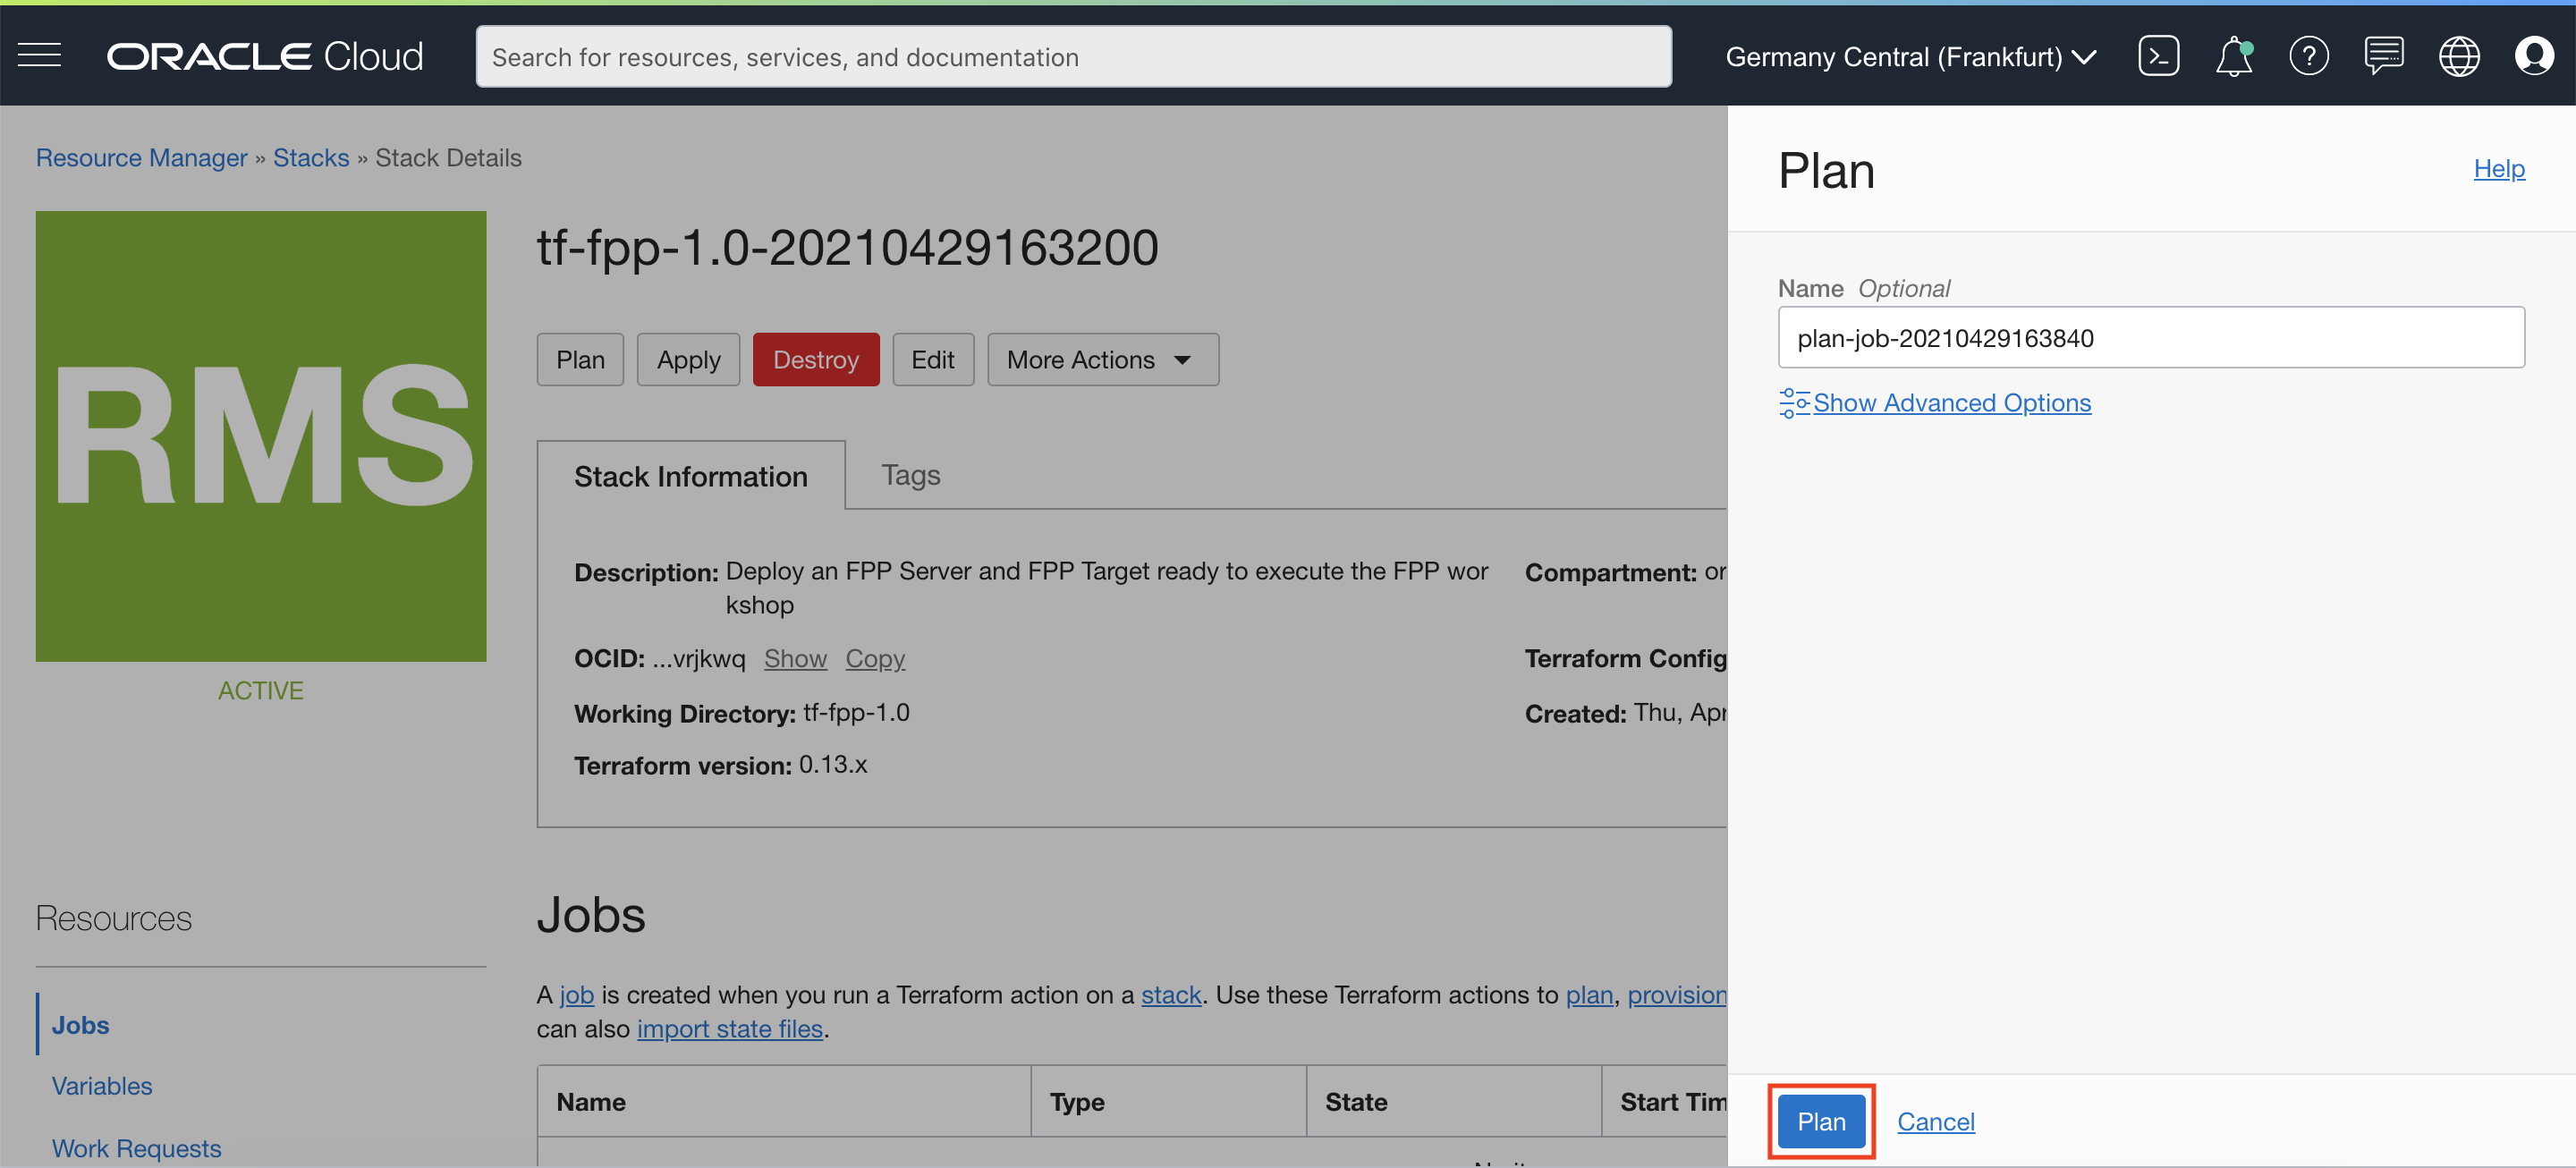 ORACLE Cloud
Search for resources, services, and documentation
Germany Central (Frankfurt)
Resource Manager » Stacks » Stack Details
RMS
ACTIVE
tf-fpp-1.0-20210429163200
Plan Apply Destroy Edit More Actions
Stack Information Tags
Description: Deploy an FPP Server and FPP Target ready to execute the FPP wor
kshop
OCID: ...vrjkwq Show Copy
Working Directory: tf-fpp-1.0
Terraform version: 0.13.x
Compartment: or
Terraform Config
Created: Thu, Apr
Resources
Jobs
Variables
Work Requests
Jobs
A job is created when you run a Terraform action on a stack. Use these Terraform actions to plan, provision
can also import state files.
Name Type State Start Tim
Plan
Help
Name Optional
plan-job-20210429163840
Show Advanced Options
Plan Cancel